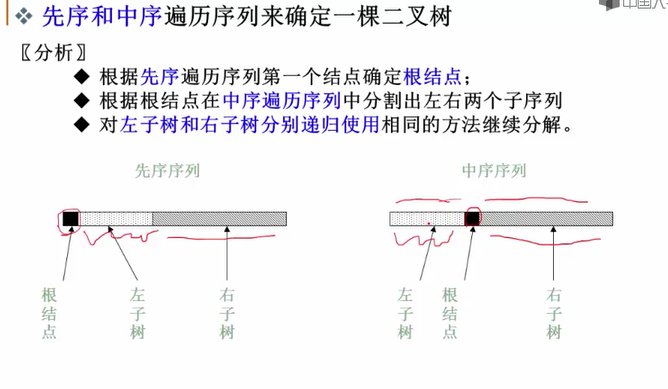 先序和中序遍历序列来确定一棵二叉树
〖分析〗
◆ 根据先序遍历序列第一个结点确定根结点；
◆ 根据根结点在中序遍历序列中分割出左右两个子序列
◆ 对左子树和右子树分别递归使用相同的方法继续分解。
先序序列
中序序列
根结点
左子树
右子树
左子树
根结点
右子树